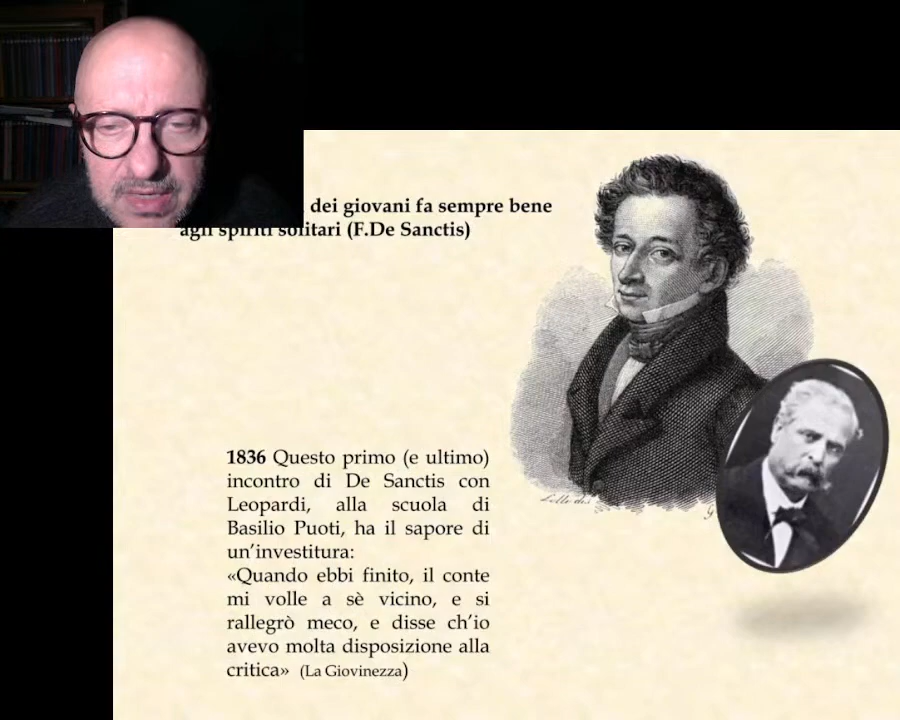 dei giovani fa sempre bene
agli spiriti solitari (F.De Sanctis)
1836 Questo primo (e ultimo)
incontro di De Sanctis con
Leopardi, alla scuola di
Basilio Puoti, ha il sapore di
un’investitura:
«Quando ebbi finito, il conte
mi volle a sè vicino, e si
rallegrò meco, e disse ch’io
avevo molta disposizione alla
critica» (La Giovinezza)